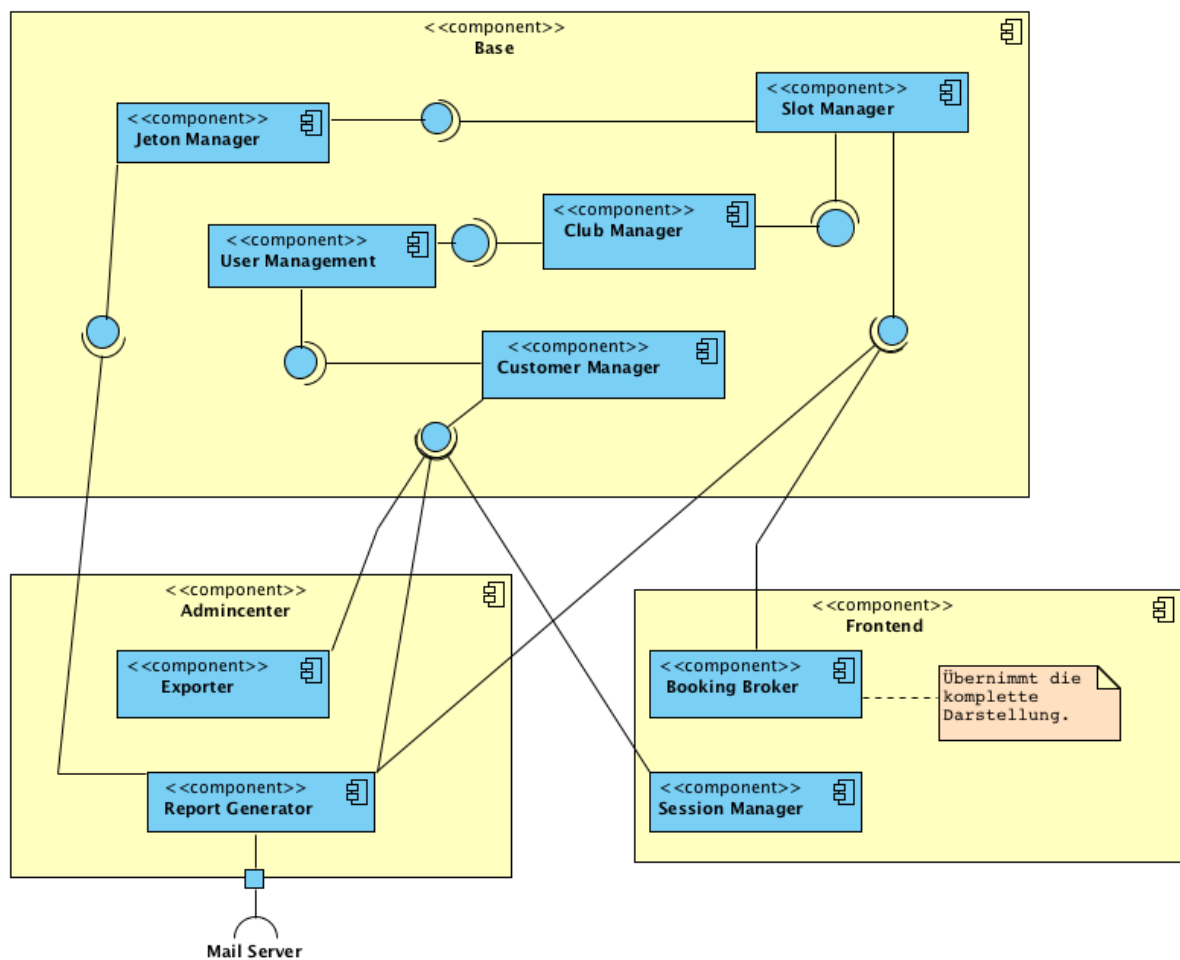 <<component>>
Base
<<component>>
Jeton Manager
<<component>>
Slot Manager
<<component>>
Club Manager
<<component>>
User Management
<<component>>
Customer Manager
<<component>>
Admincenter
<<component>>
Exporter
<<component>>
Report Generator
Mail Server
<<component>>
Frontend
<<component>>
Booking Broker
Übernimmt die
komplette
Darstellung.
<<component>>
Session Manager